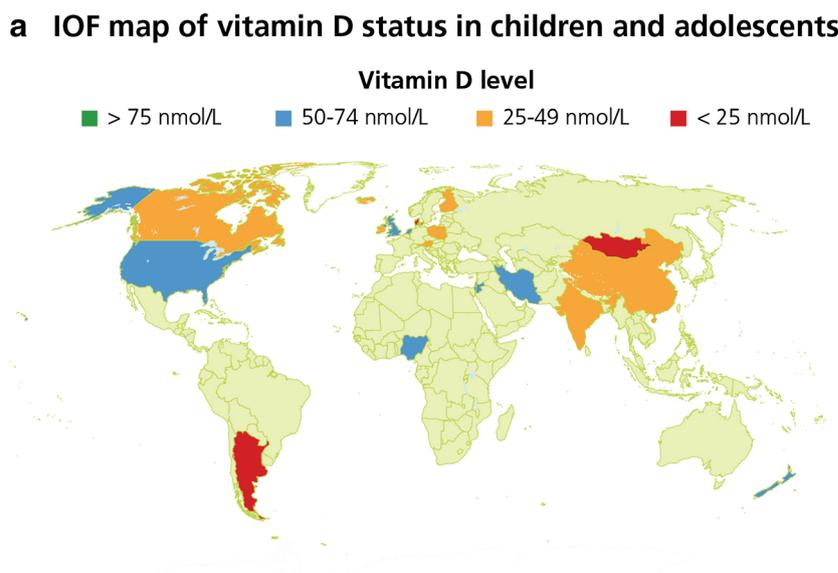 a IOF map of vitamin D status in children and adolescents
Vitamin D level
> 75 nmol/L 50-74 nmol/L 25-49 nmol/L < 25 nmol/L